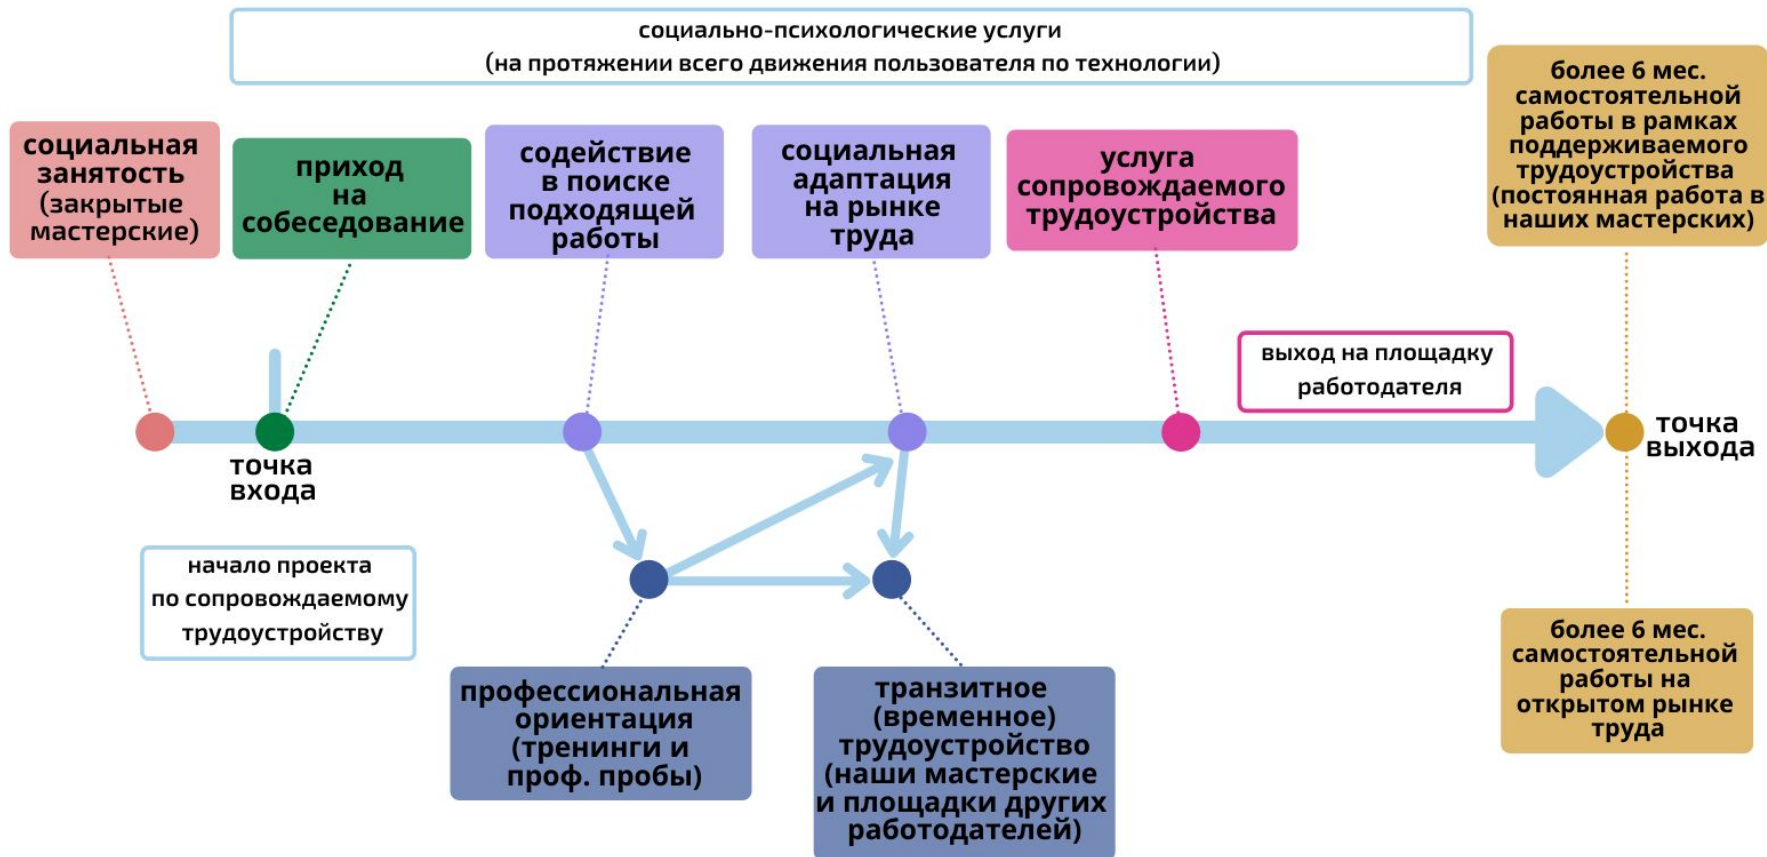 социально-психологические услуги
(на протяжении всего движения пользователя по технологии)
социальная
занятость
(закрытые
мастерские)
приход
на
собеседование
содействие
в поиске
подходящей
работы
социальная
адаптация
на рынке
труда
услуга
сопровождаемого
трудоустройства
более 6 мес.
самостоятельной
работы в рамках
поддерживаемого
трудоустройства
(постоянная работа в
наших мастерских)
выход на площадку
работодателя
точка
входа
точка
выхода
начало проекта
по сопровождаемому
трудоустройству
профессиональная
ориентация
(тренинги и
проф. пробы)
транзитное
(временное)
трудоустройство
(наши мастерские
и площадки других
работодателей)
более 6 мес.
самостоятельной
работы на
открытом рынке
труда